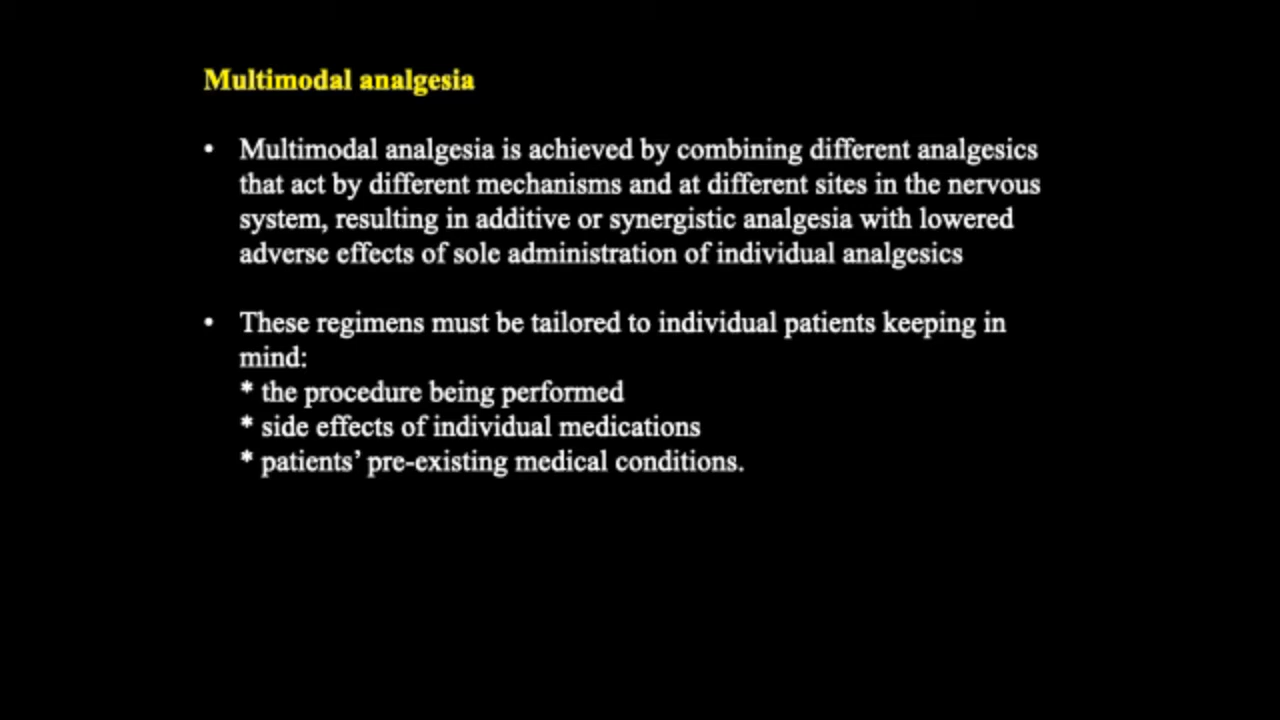 Multimodal analgesia
• Multimodal analgesia is achieved by combining different analgesics
that act by different mechanisms and at different sites in the nervous
system, resulting in additive or synergistic analgesia with lowered
adverse effects of sole administration of individual analgesics
• These regimens must be tailored to individual patients keeping in
mind:
* the procedure being performed
* side effects of individual medications
* patients’ pre-existing medical conditions.